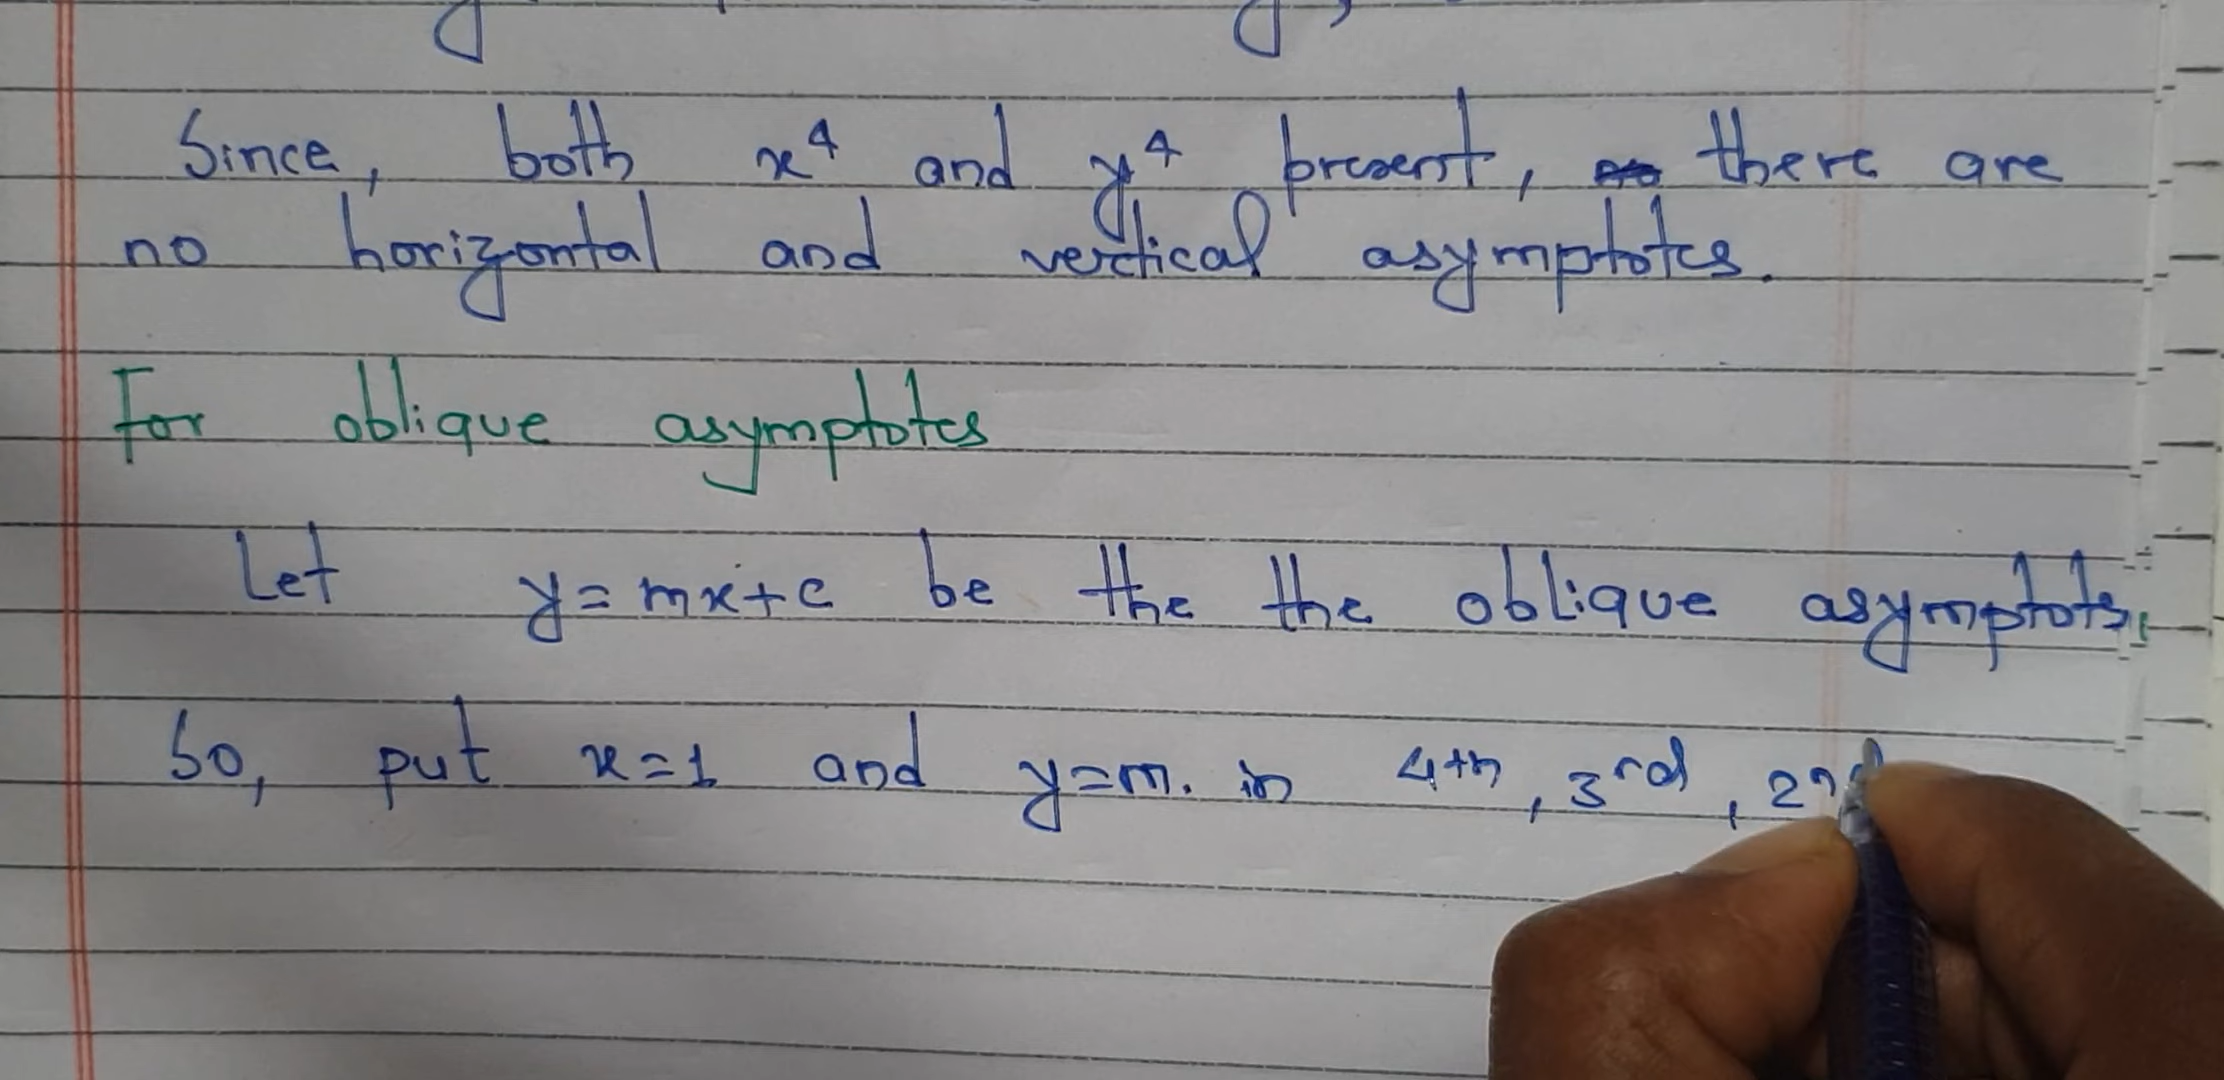 Since, both x⁴ and y⁴ present, there are
no horizontal and vertical asymptotes.
For oblique asymptotes
Let y=mx+c be the the oblique asymptots,
So, put x=1 and y=m. in 4th, 3rd, 2nd